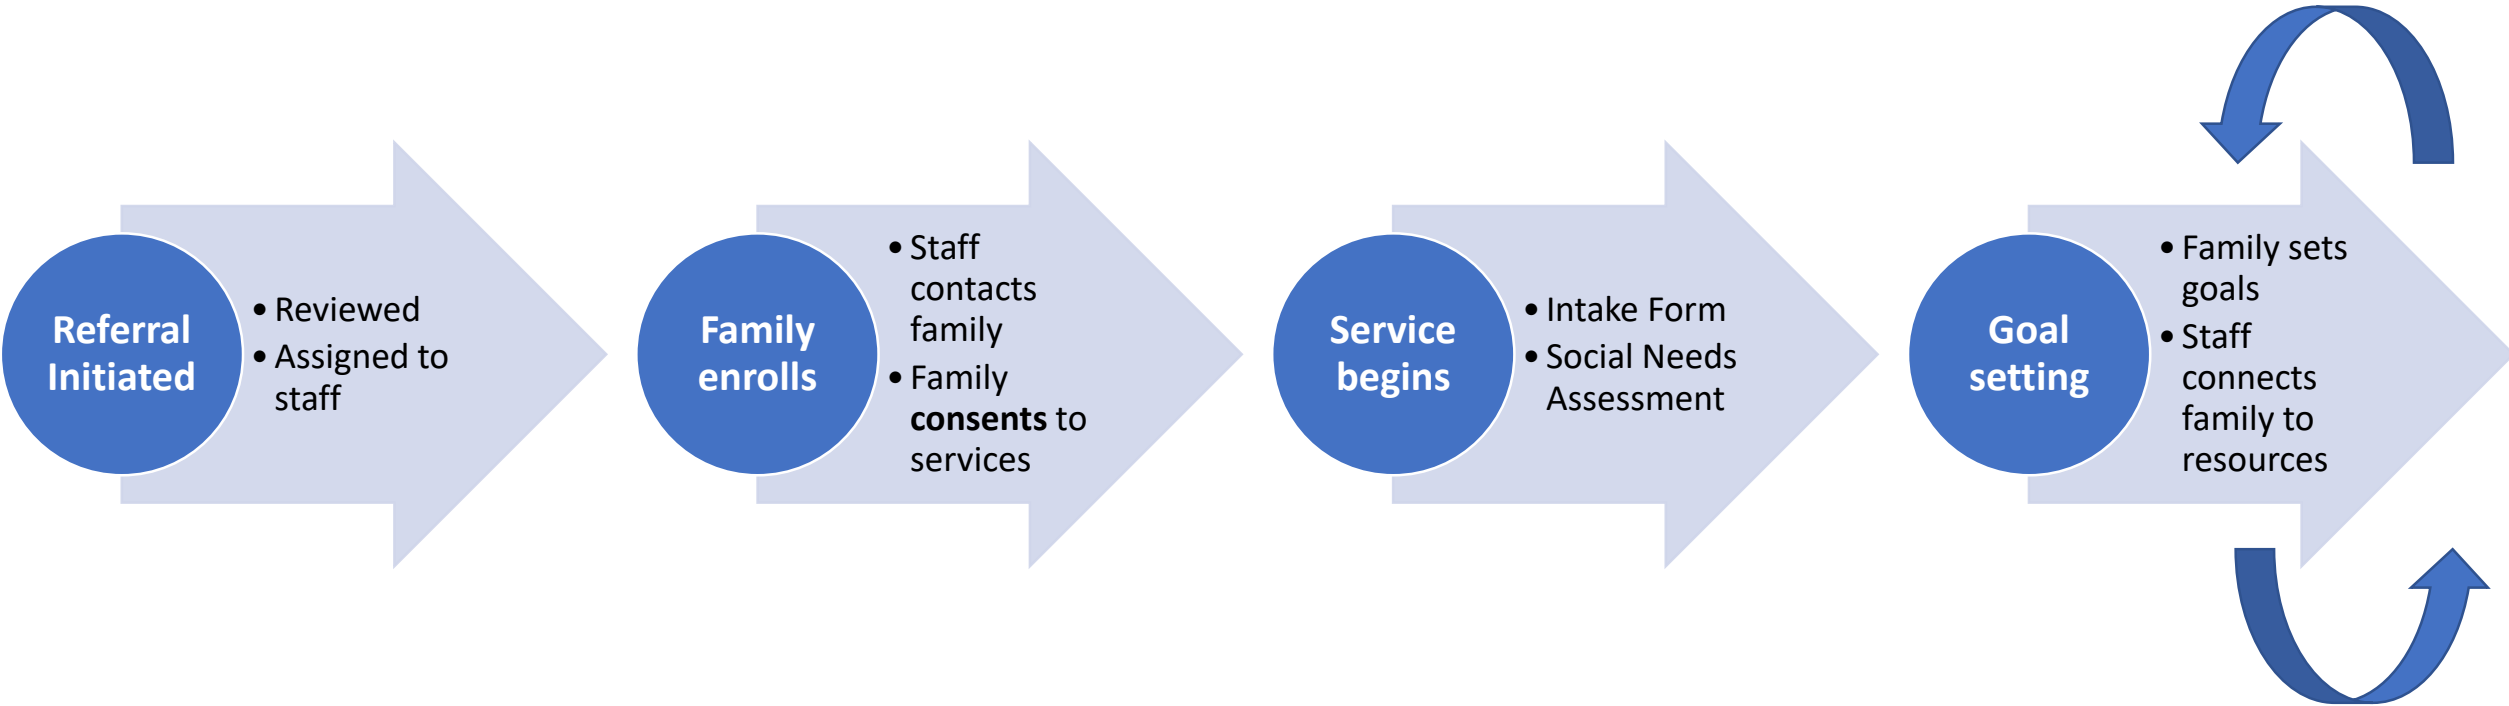 Referral
Initiated
• Reviewed
• Assigned to
staff
Family
enrolls
• Staff
contacts
family
• Family
consents to
services
Service
begins
• Intake Form
• Social Needs
Assessment
Goal
setting
• Family sets
goals
• Staff
connects
family to
resources